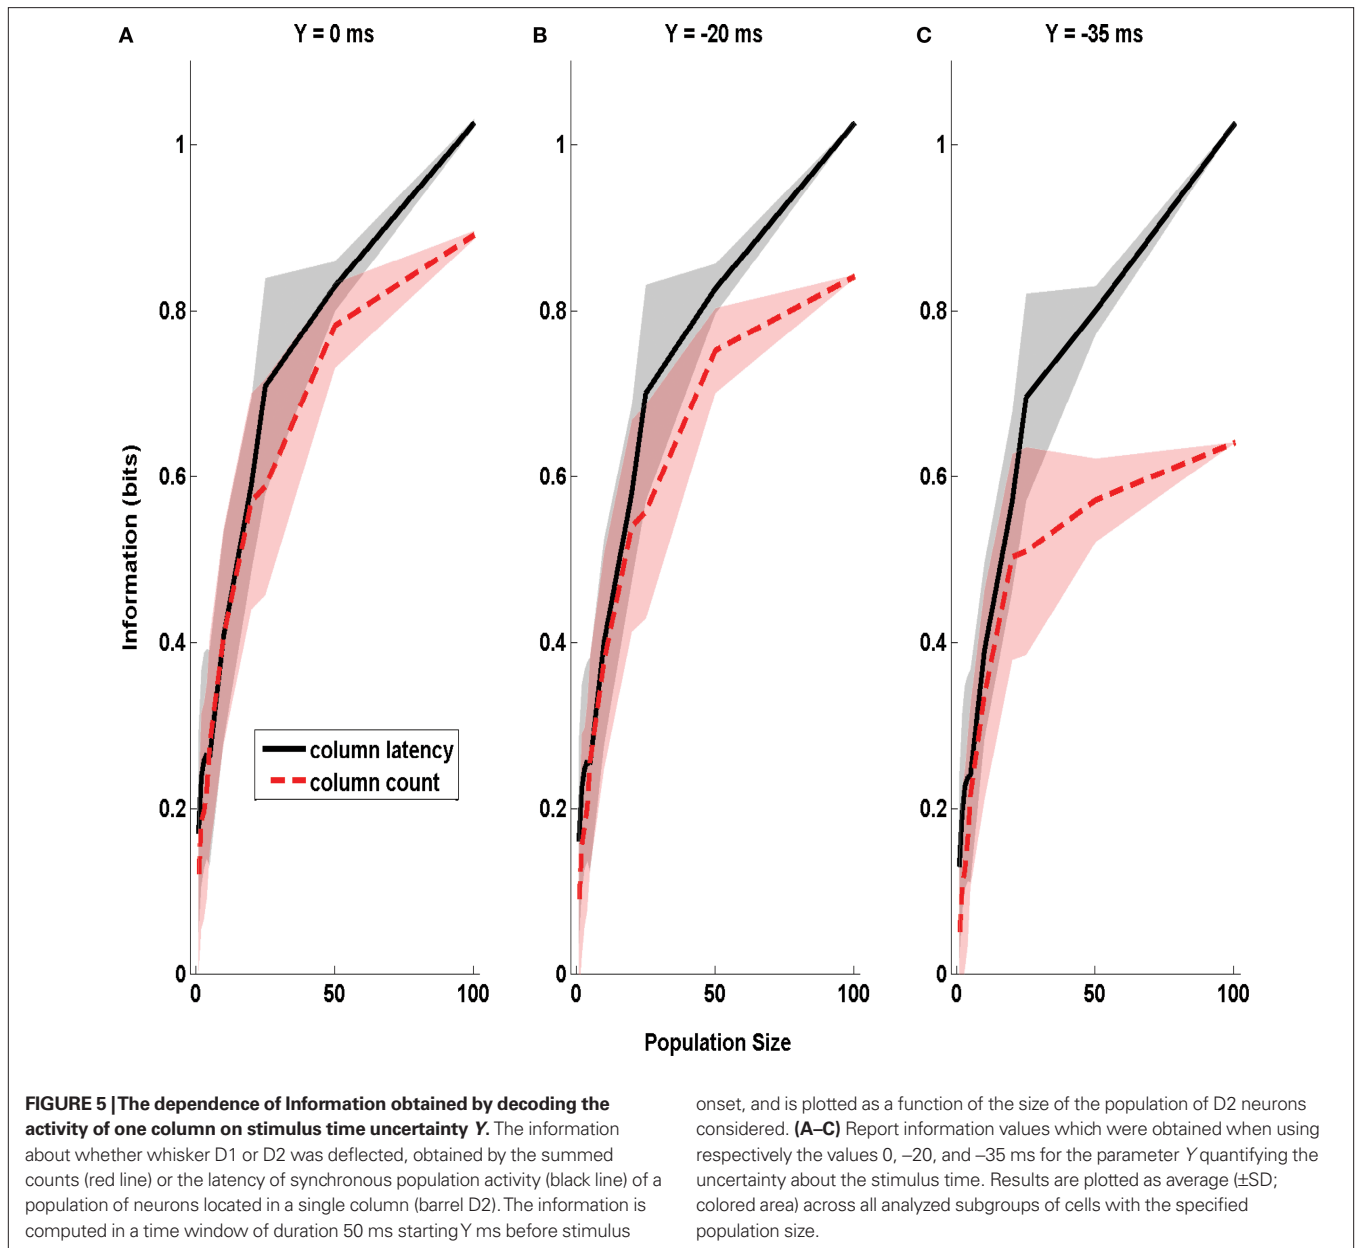 A
Y = 0 ms
B
Y = -20 ms
C
Y = -35 ms
1
0.8
0.6
0.4
0.2
0
1
0.8
0.6
0.4
0.2
0
1
0.8
0.6
0.4
0.2
0
Information (bits)
column latency
column count
0
50
100
0
50
100
0
50
100
Population Size
FIGURE 5 | The dependence of Information obtained by decoding the
activity of one column on stimulus time uncertainty Y. The information
about whether whisker D1 or D2 was deflected, obtained by the summed
counts (red line) or the latency of synchronous population activity (black line) of a
population of neurons located in a single column (barrel D2). The information is
computed in a time window of duration 50 ms starting Y ms before stimulus
onset, and is plotted as a function of the size of the population of D2 neurons
considered. (A–C) Report information values which were obtained when using
respectively the values 0, –20, and –35 ms for the parameter Y quantifying the
uncertainty about the stimulus time. Results are plotted as average (±SD;
colored area) across all analyzed subgroups of cells with the specified
population size.